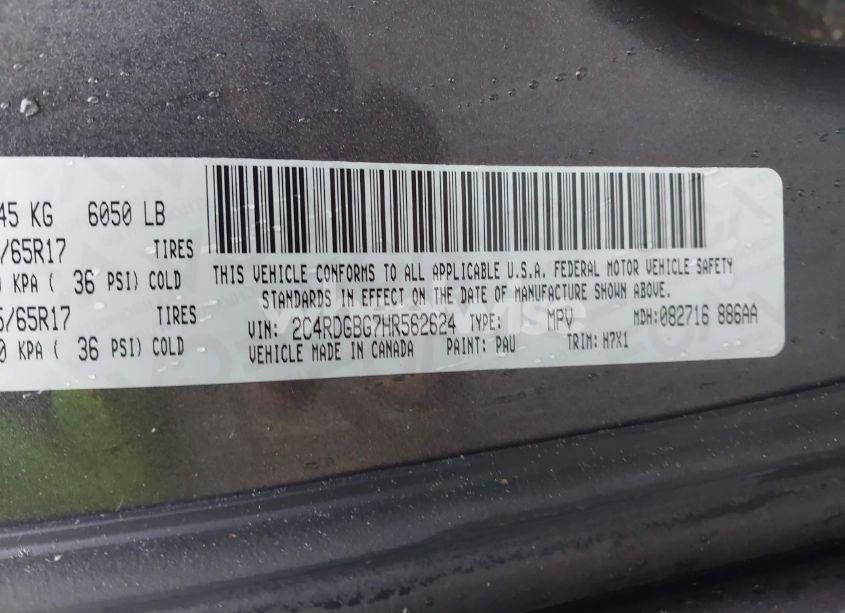 45 KG 6050 LB
/65R17 TIRES
KPA ( 36 PSI) COLD
5/65R17 TIRES
0 KPA ( 36 PSI) COLD
THIS VEHICLE CONFORMS TO ALL APPLICABLE U.S.A. FEDERAL MOTOR VEHICLE SAFETY
STANDARDS IN EFFECT ON THE DATE OF MANUFACTURE SHOWN ABOVE.
VIN: 2C4RDGBG7HR562624 TYPE: MPV MDH:082716 886AA
VEHICLE MADE IN CANADA PAINT: PAU TRIM: H7X1